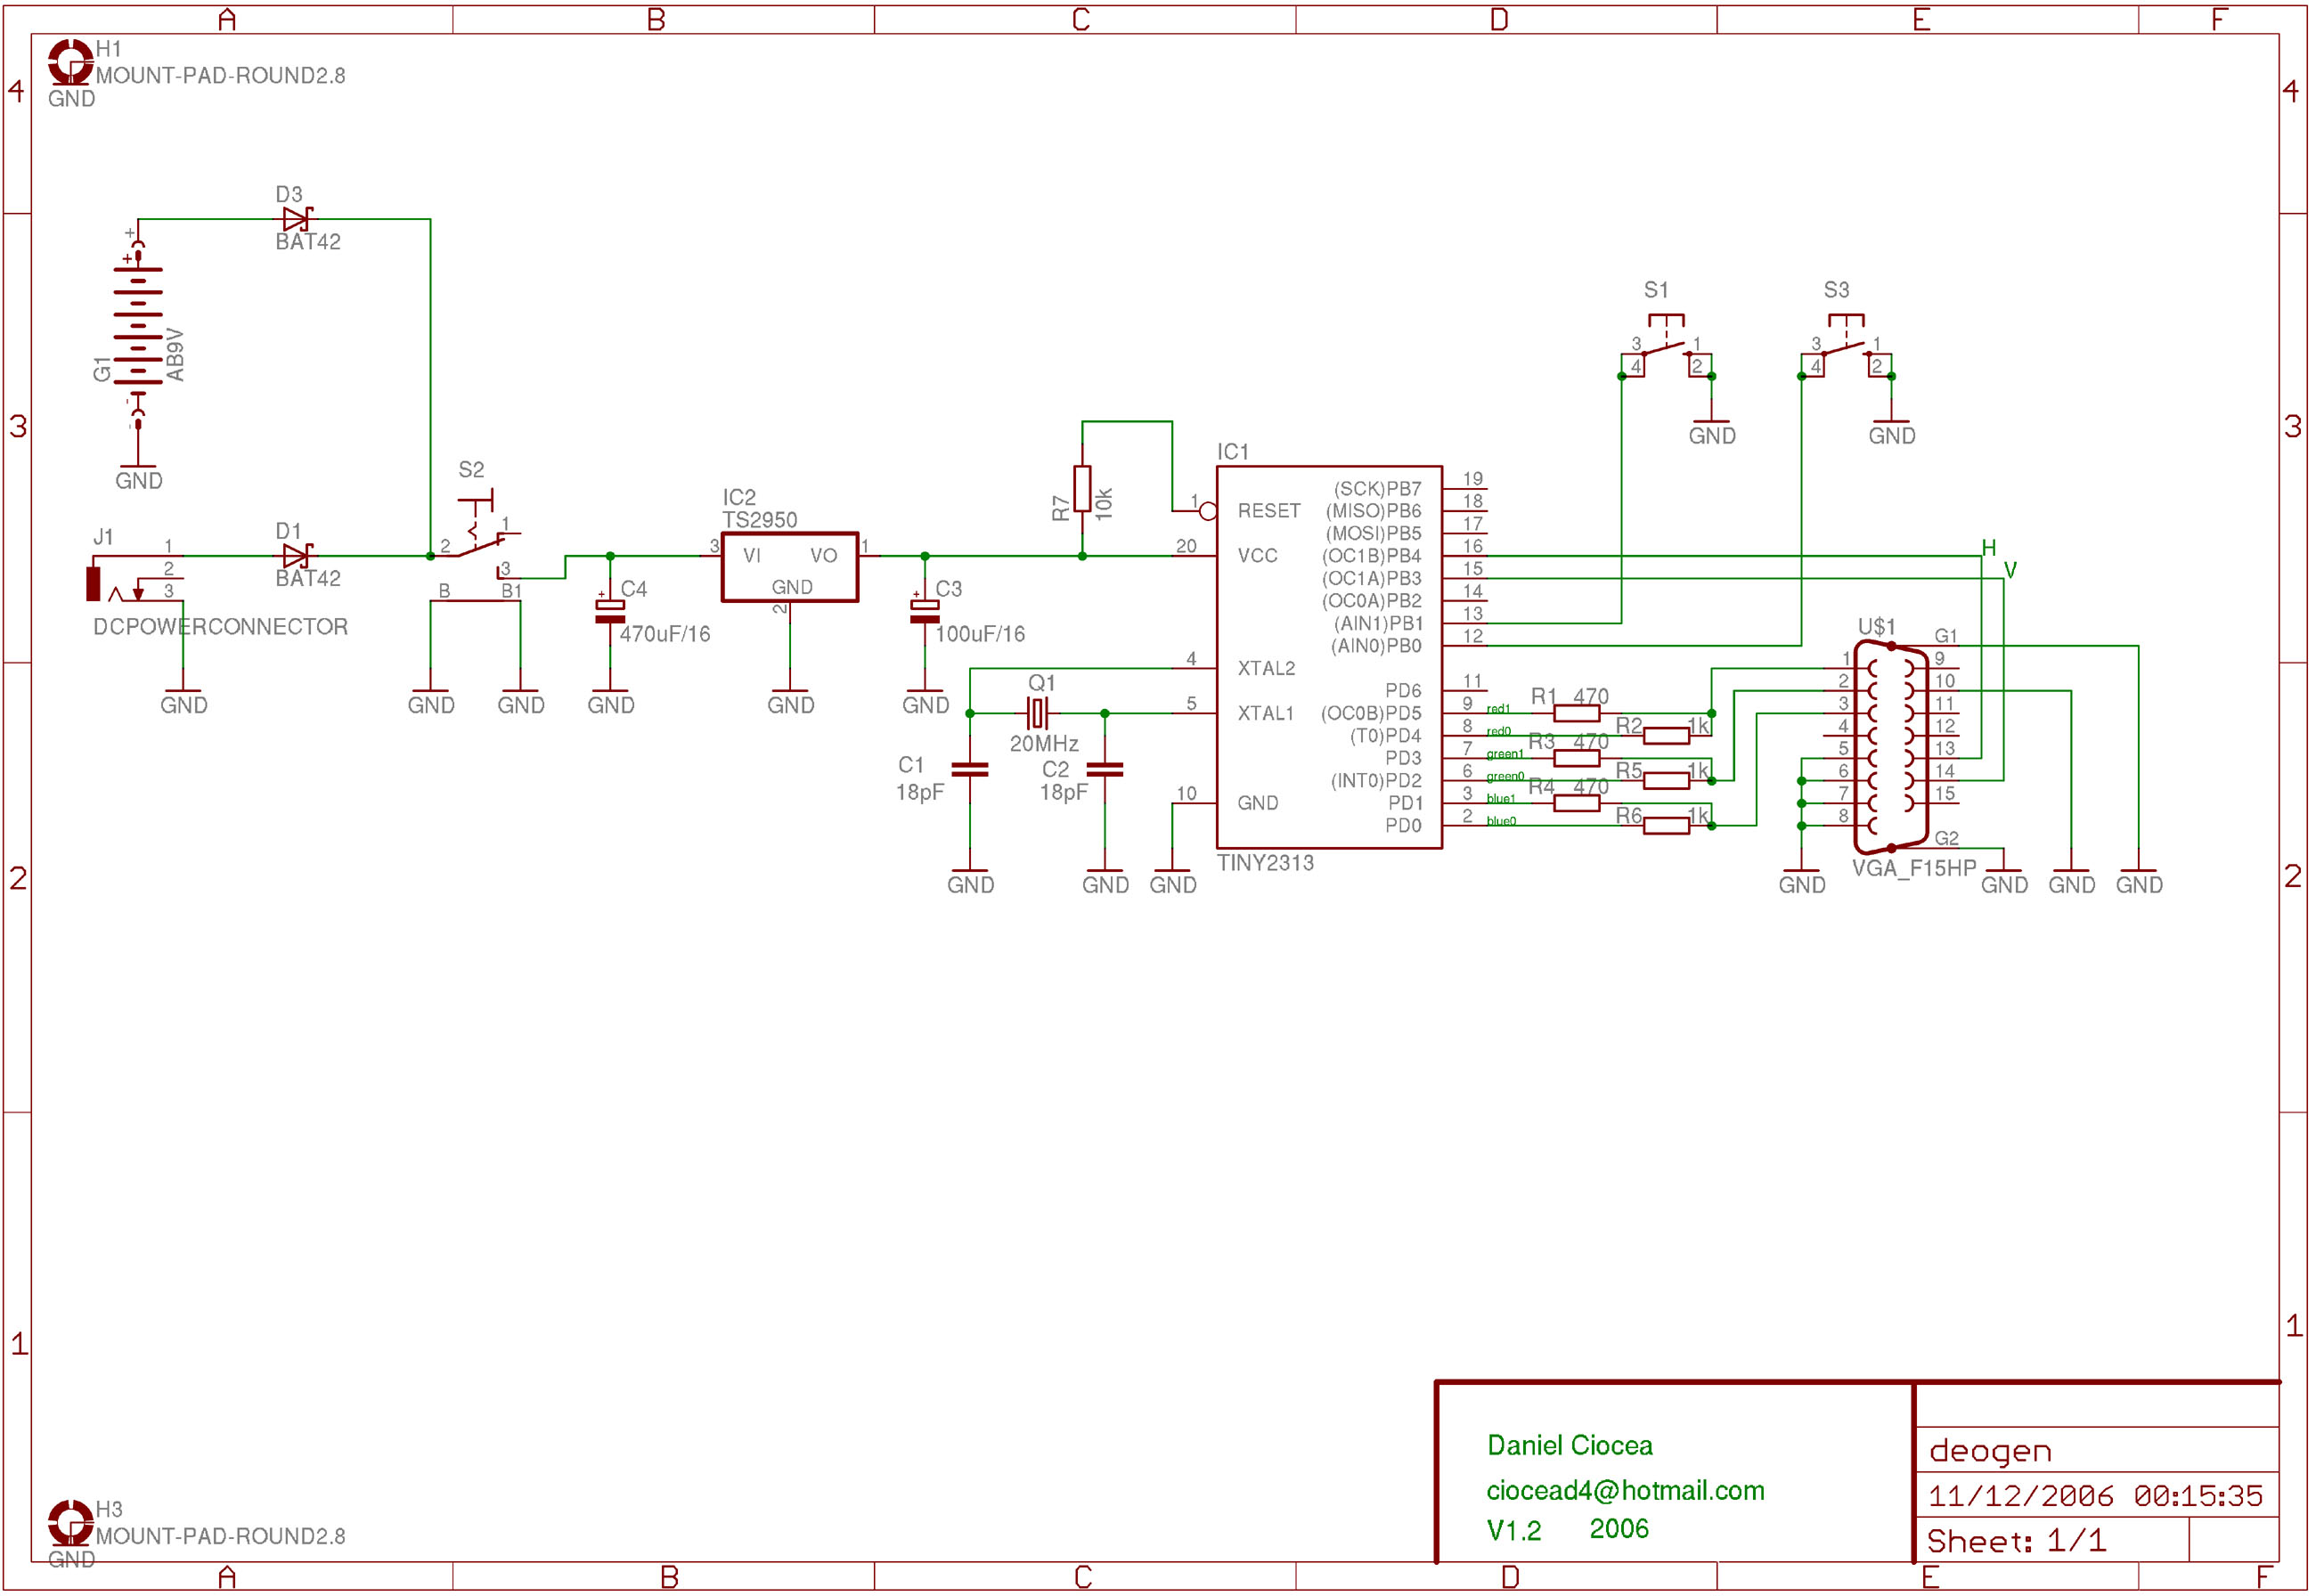 A B C D E F
4 4
H1
MOUNT-PAD-ROUND2.8
GND
D3
BAT42
+
+
G1
AB9V
-
-
GND
S1
3 1
4 2
GND
S3
3 1
4 2
GND
3 3
J1
1
2
3
DCPOWERCONNECTOR
GND
D1
BAT42
S2
2
1
3
B B1
GND GND
+
C4
470uF/16
GND
IC2
TS2950
3 VI VO 1
GND
2
GND
+
C3
100uF/16
GND
R7
10k
IC1
1 RESET
20 VCC
4 XTAL2
5 XTAL1
10 GND
(SCK)PB7 19
(MISO)PB6 18
(MOSI)PB5 17
(OC1B)PB4 16
(OC1A)PB3 15
(OC0A)PB2 14
(AIN1)PB1 13
(AIN0)PB0 12
PD6 11
(OC0B)PD5 9 red1
(T0)PD4 8 red0
PD3 7 green1
(INT0)PD2 6 green0
PD1 3 blue1
PD0 2 blue0
TINY2313
Q1
20MHz
C1
18pF
C2
18pF
GND GND GND
R1 470
R2 1k
R3 470
R5 1k
R4 470
R6 1k
H
V
U$1
G1
1 9
2 10
3 11
4 12
5 13
6 14
7 15
8
G2
VGA_F15HP
GND GND GND GND
2 2
1 1
Daniel Ciocea
ciocead4@hotmail.com
V1.2 2006
deogen
11/12/2006 00:15:35
Sheet: 1/1
H3
MOUNT-PAD-ROUND2.8
GND
A B C D E F